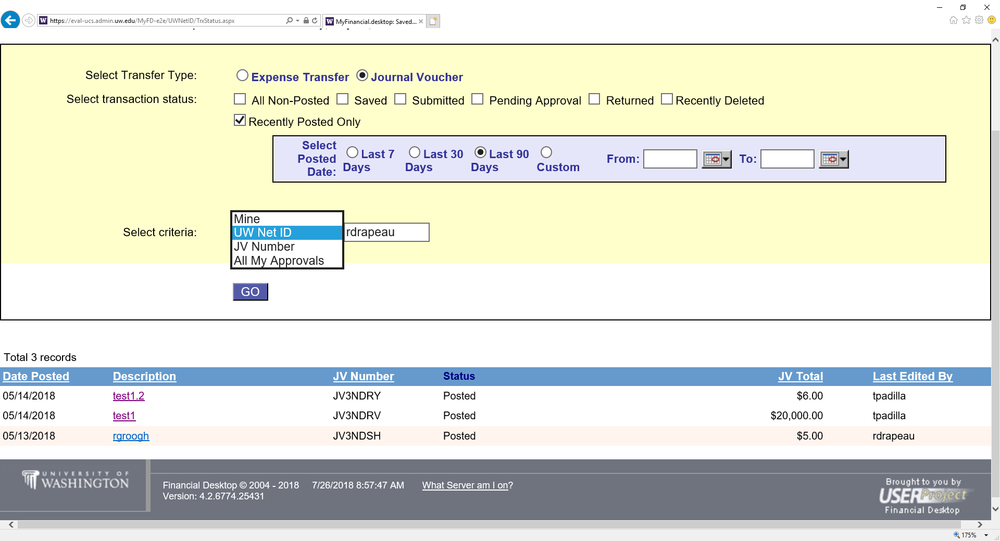 https://eval-ucs.admin.uw.edu/MyFD-e2e/UWNetID/TrxStatus.aspx
MyFinancial.desktop: Saved...
Select Transfer Type: Expense Transfer Journal Voucher
Select transaction status: All Non-Posted Saved Submitted Pending Approval Returned Recently Deleted
Recently Posted Only
Select Posted Date:
Last 7 Days
Last 30 Days
Last 90 Days
Custom
From:
To:
Select criteria:
Mine
UW Net ID
JV Number
All My Approvals
rdrapeau
GO
Total 3 records
Date Posted Description JV Number Status JV Total Last Edited By
05/14/2018 test1.2 JV3NDRY Posted $6.00 tpadilla
05/14/2018 test1 JV3NDRV Posted $20,000.00 tpadilla
05/13/2018 rgroogh JV3NDSH Posted $5.00 rdrapeau
UNIVERSITY OF
WASHINGTON
Financial Desktop © 2004 - 2018 7/26/2018 8:57:47 AM What Server am I on?
Version: 4.2.6774.25431
Brought to you by
USER Project
Financial Desktop
175%